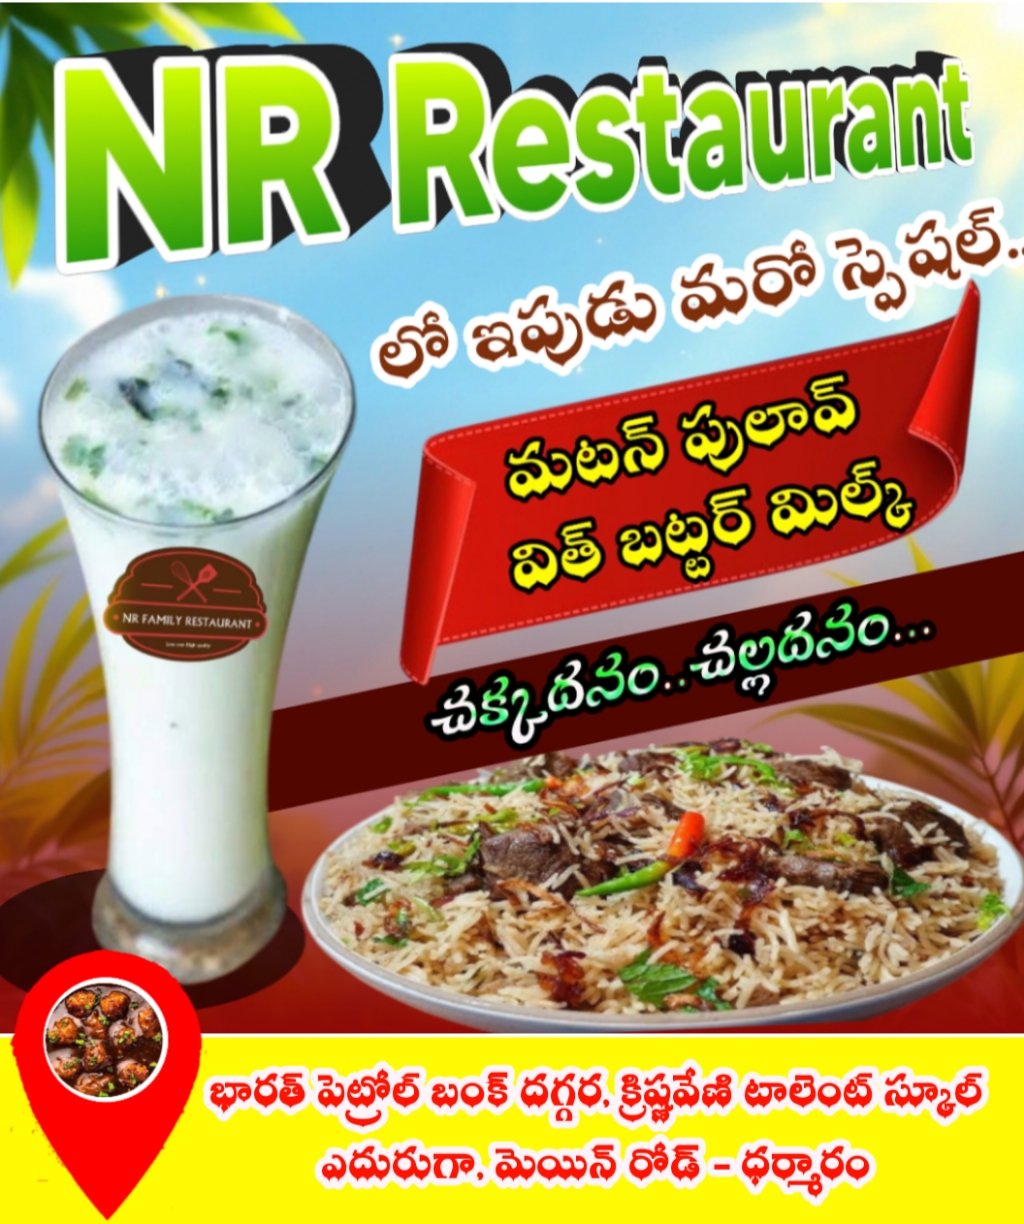 NR Restaurant
లో ఇపుడు మరో స్పెషల్..
మటన్ పులావ్
విత్ బట్టర్ మిల్క్
చక్కదనం..చల్లదనం...
NR FAMILY RESTAURANT
భారత్ పెట్రోల్ బంక్ దగ్గర, క్రిష్ణవేణి టాలెంట్ స్కూల్
ఎదురుగా, మెయిన్ రోడ్ - ధర్మారం